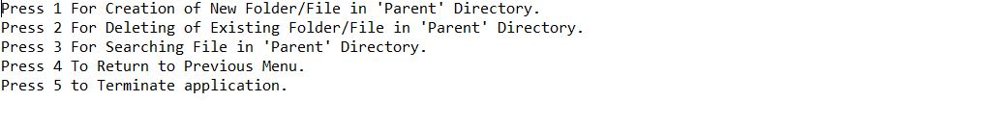 Press 1 For Creation of New Folder/File in 'Parent' Directory.
Press 2 For Deleting of Existing Folder/File in 'Parent' Directory.
Press 3 For Searching File in 'Parent' Directory.
Press 4 To Return to Previous Menu.
Press 5 to Terminate application.